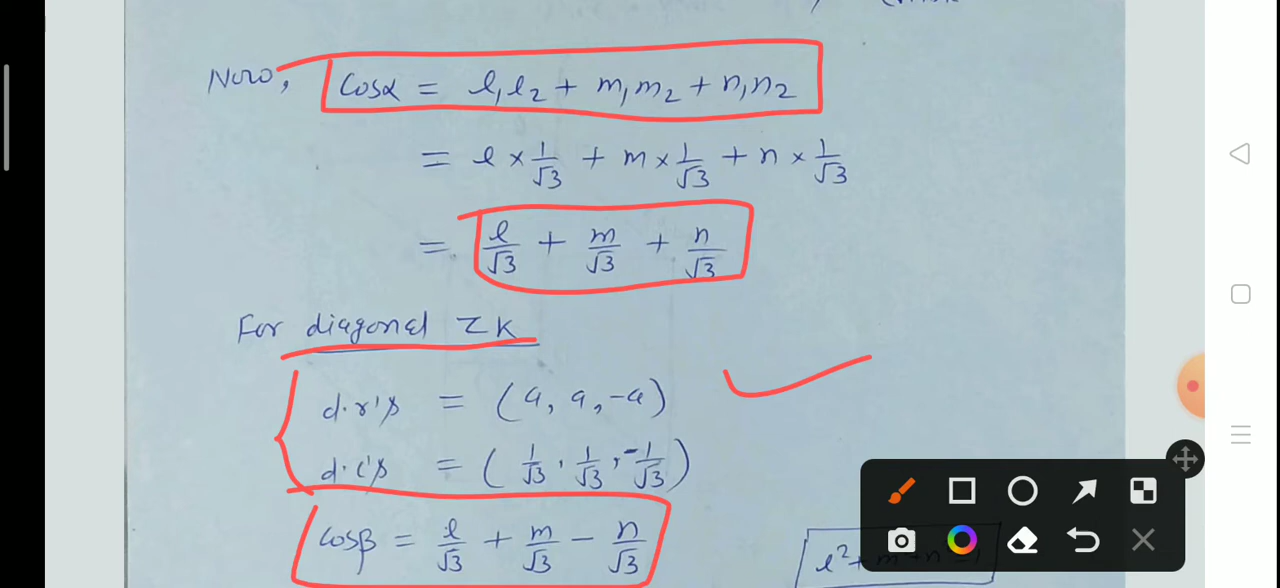 Now, Cosα = l₁l₂ + m₁m₂ + n₁n₂
= l × 1/√3 + m × 1/√3 + n × 1/√3
= l/√3 + m/√3 + n/√3
For diagonal ZK
d.r's = (a, a, -a)
d.c's = (1/√3, 1/√3, -1/√3)
cosβ = l/√3 + m/√3 - n/√3
l² +